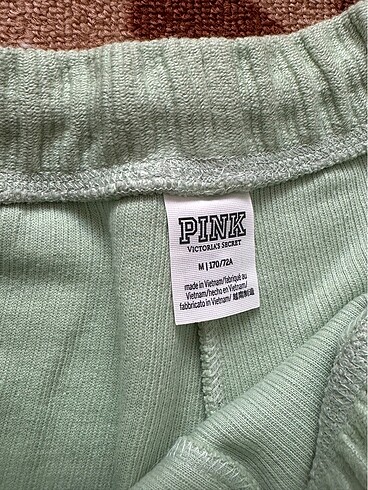 PINK
VICTORIA'S SECRET
M | 170/72A
made in Vietnam/fabriqué au
Vietnam/hecho en Vietnam/
fabbricato in Vietnam/ 越南制造